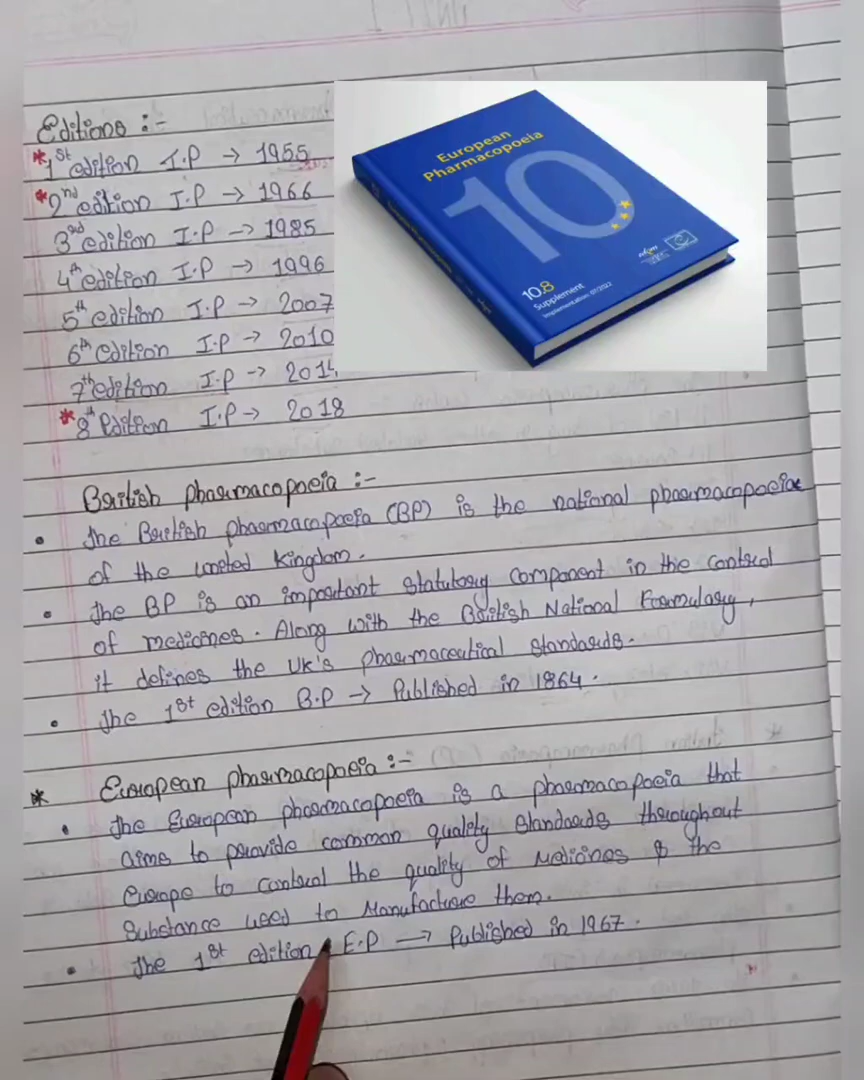 Editions :-
*1st edition I.P → 1955
*2nd edition I.P → 1966
3rd edition I.P → 1985
4th edition I.P → 1996
5th edition I.P → 2007
6th edition I.P → 2010
7th edition I.P → 2014
*8th Edition I.P → 2018
European
Pharmacopoeia
10
10.8
Supplement
Implementation: 07/2022
edqm
British pharmacopoeia :-
• The British pharmacopoeia (BP) is the national pharmacopoeia
of the united Kingdom.
• The BP is an important statutory component in the control
of medicines. Along with the British National Formulary,
it defines the UK's pharmaceutical standards.
• The 1st edition B.P → Published in 1864.
* European pharmacopoeia :-
• The European pharmacopoeia is a pharmacopoeia that
aims to provide common quality standards throughout
Europe to control the quality of Medicines & the
Substance used to Manufacture them.
• The 1st edition E.P → Published in 1967.